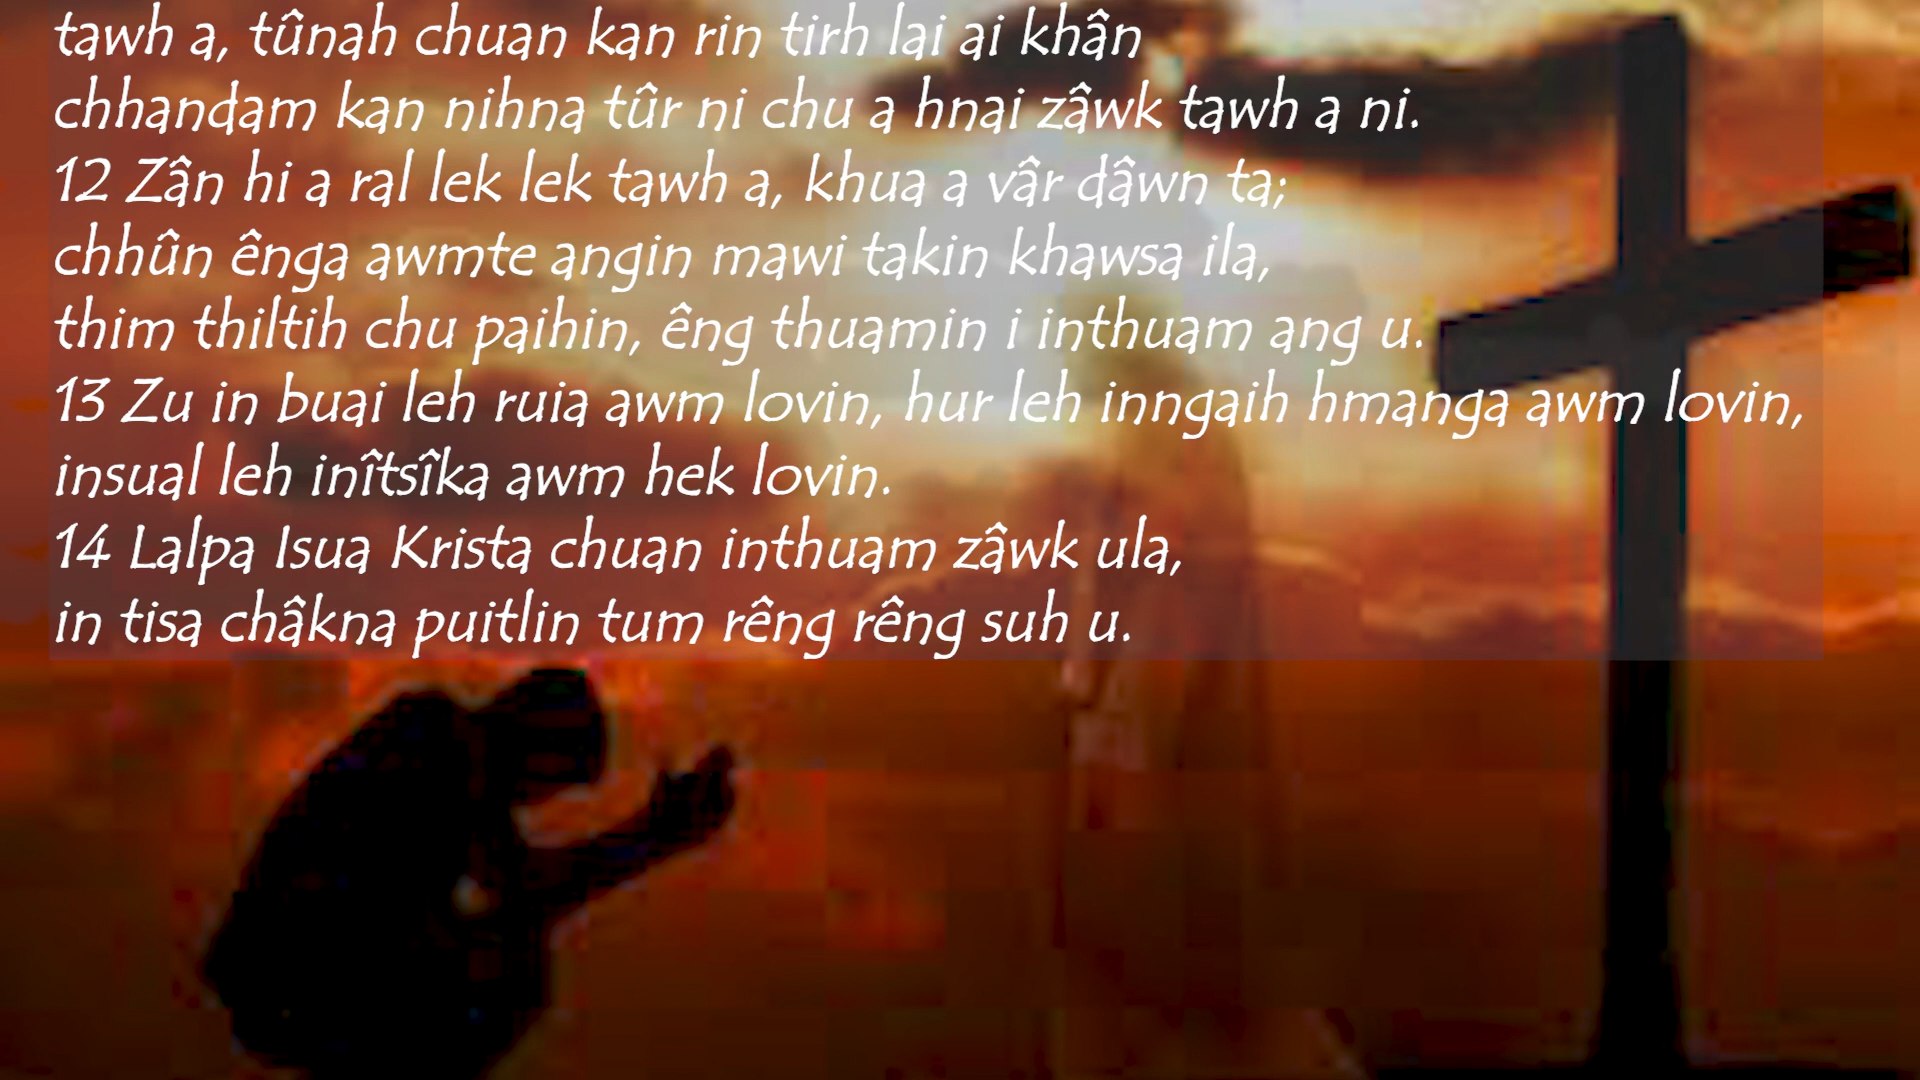 tawh a, tûnah chuan kan rin tirh lai ai khân
chhandam kan nihna tûr ni chu a hnai zâwk tawh a ni.
12 Zân hi a ral lek lek tawh a, khua a vâr dâwn ta;
chhûn ênga awmte angin mawi takin khawsa ila,
thim thiltih chu paihin, êng thuamin i inthuam ang u.
13 Zu in buai leh ruia awm lovin, hur leh inngaih hmanga awm lovin,
insual leh inîtsîka awm hek lovin.
14 Lalpa Isua Krista chuan inthuam zâwk ula,
in tisa châkna puitlin tum rêng rêng suh u.